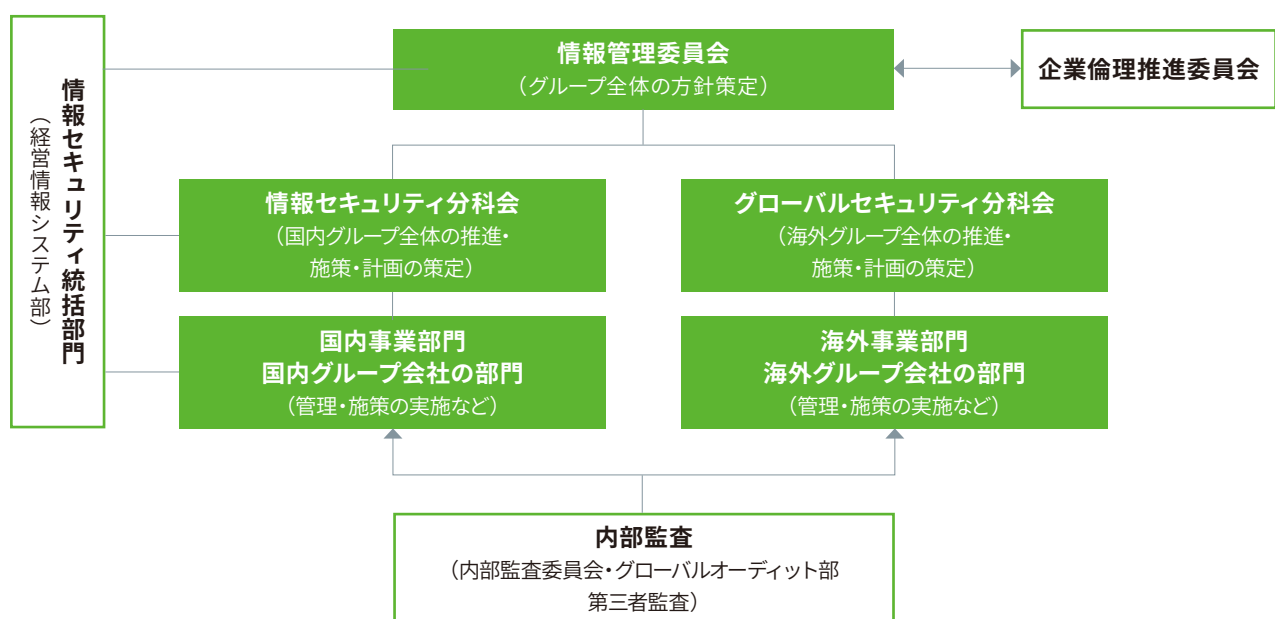 情報セキュリティ統括部門
（経営情報システム部）
情報管理委員会
（グループ全体の方針策定）
企業倫理推進委員会
情報セキュリティ分科会
（国内グループ全体の推進・
施策・計画の策定）
グローバルセキュリティ分科会
（海外グループ全体の推進・
施策・計画の策定）
国内事業部門
国内グループ会社の部門
（管理・施策の実施など）
海外事業部門
海外グループ会社の部門
（管理・施策の実施など）
内部監査
（内部監査委員会・グローバルオーディット部
第三者監査）